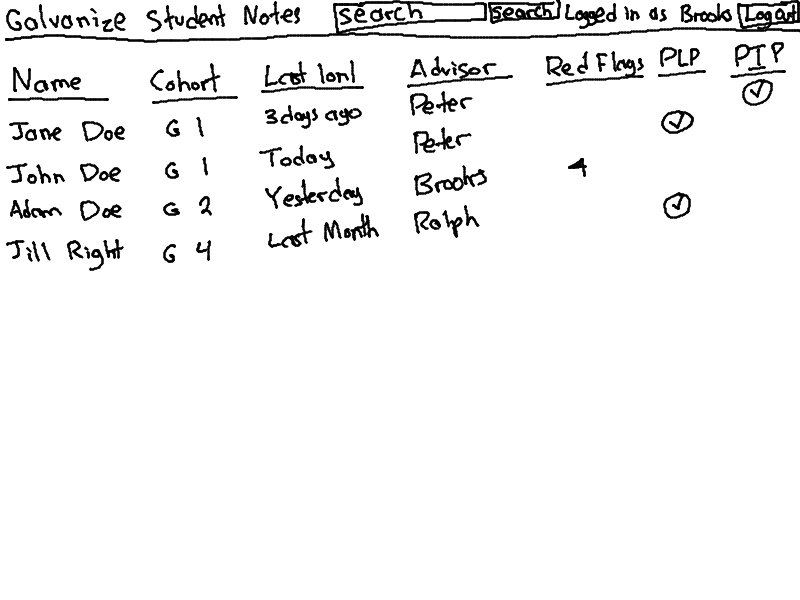 Galvanize Student Notes search search Logged in as Brooks Log out
Name Cohort Last 1on1 Advisor Red Flags PLP PIP
Jane Doe G 1 3 days ago Peter
John Doe G 1 Today Peter 4
Adam Doe G 2 Yesterday Brooks
Jill Right G 4 Last Month Ralph